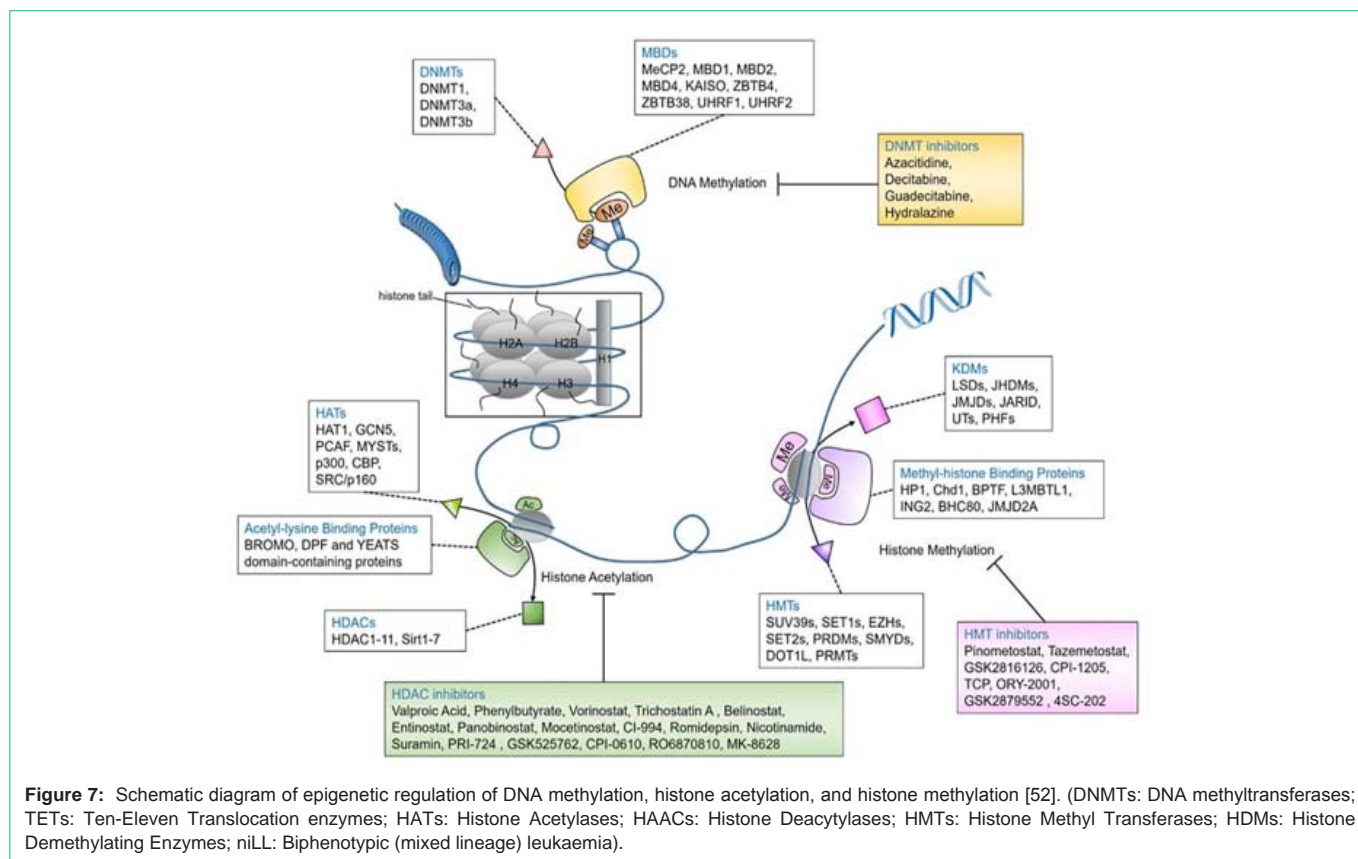 DNMTs
DNMT1,
DNMT3a,
DNMT3b
MBDs
MeCP2, MBD1, MBD2,
MBD4, KAISO, ZBTB4,
ZBTB38, UHRF1, UHRF2
DNMT inhibitors
Azacitidine,
Decitabine,
Guadecitabine,
Hydralazine
DNA Methylation
Me
Me
histone tail
H2A
H2B
H1
H4
H3
KDMs
LSDs, JHDMs,
JMJDs, JARID,
UTs, PHFs
HATs
HAT1, GCN5,
PCAF, MYSTs,
p300, CBP,
SRC/p160
Me
Me
Me
Methyl-histone Binding Proteins
HP1, Chd1, BPTF, L3MBTL1,
ING2, BHC80, JMJD2A
Ac
Acetyl-lysine Binding Proteins
BROMO, DPF and YEATS
domain-containing proteins
Histone Methylation
Histone Acetylation
HDACs
HDAC1-11, Sirt1-7
HMTs
SUV39s, SET1s, EZHs,
SET2s, PRDMs, SMYDs,
DOT1L, PRMTs
HMT inhibitors
Pinometostat, Tazemetostat,
GSK2816126, CPI-1205,
TCP, ORY-2001,
GSK2879552 , 4SC-202
HDAC inhibitors
Valproic Acid, Phenylbutyrate, Vorinostat, Trichostatin A , Belinostat,
Entinostat, Panobinostat, Mocetinostat, CI-994, Romidepsin, Nicotinamide,
Suramin, PRI-724 , GSK525762, CPI-0610, RO6870810, MK-8628
Figure 7: Schematic diagram of epigenetic regulation of DNA methylation, histone acetylation, and histone methylation [52]. (DNMTs: DNA methyltransferases;
TETs: Ten-Eleven Translocation enzymes; HATs: Histone Acetylases; HAACs: Histone Deacytylases; HMTs: Histone Methyl Transferases; HDMs: Histone
Demethylating Enzymes; niLL: Biphenotypic (mixed lineage) leukaemia).